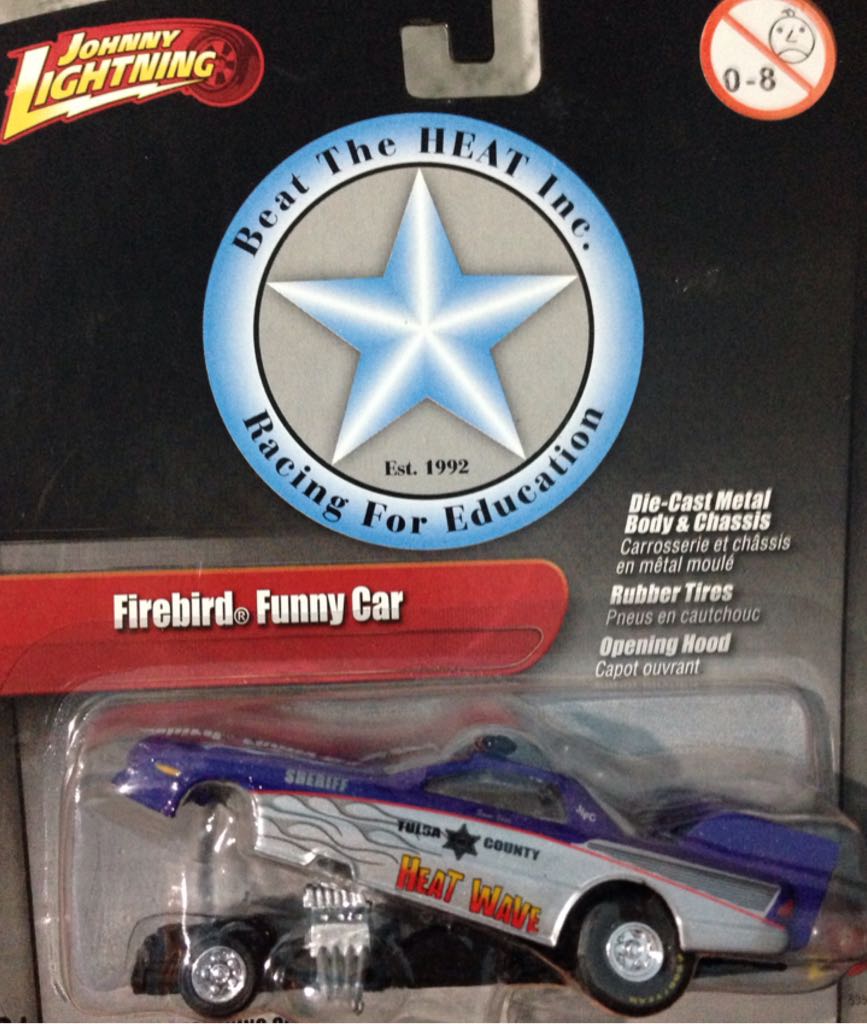 JOHNNY
LIGHTNING
0-8
Beat The HEAT Inc.
Est. 1992
Racing For Education
Die-Cast Metal
Body & Chassis
Carrosserie et châssis
en mêtal moulé
Rubber Tires
Pneus en cautchouc
Opening Hood
Capot ouvrant
Firebird® Funny Car
SHERIFF
TULSA COUNTY
HEAT WAVE
GOODYEAR